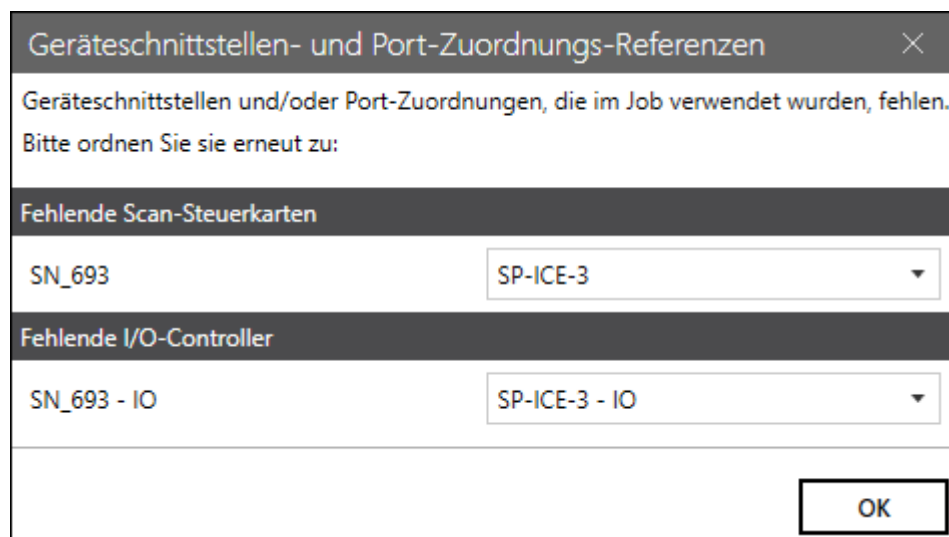 Geräteschnittstellen- und Port-Zuordnungs-Referenzen
Geräteschnittstellen und/oder Port-Zuordnungen, die im Job verwendet wurden, fehlen.
Bitte ordnen Sie sie erneut zu:
Fehlende Scan-Steuerkarten
SN_693 SP-ICE-3
Fehlende I/O-Controller
SN_693 - IO SP-ICE-3 - IO
OK